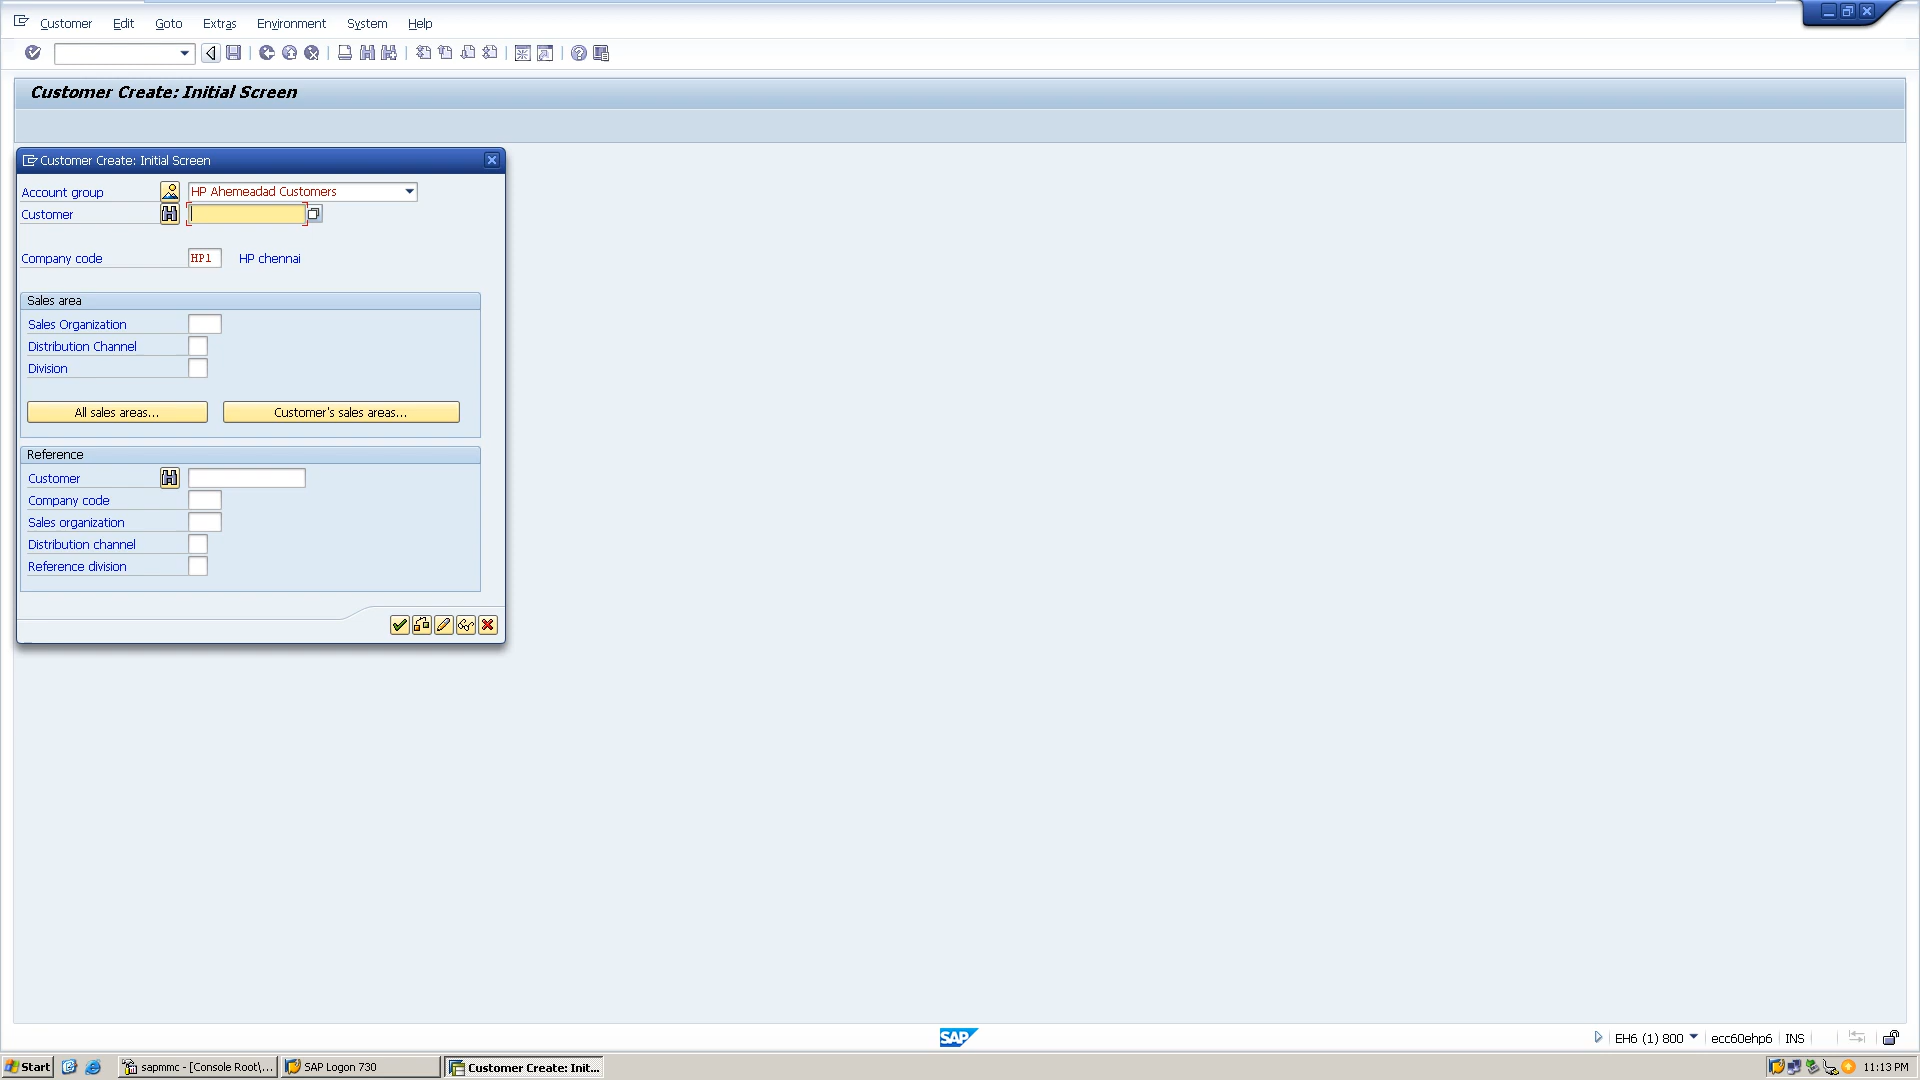 Customer Edit Goto Extras Environment System Help
Customer Create: Initial Screen
Customer Create: Initial Screen
Account group HP Ahemeadad Customers
Customer
Company code HP1 HP chennai
Sales area
Sales Organization
Distribution Channel
Division
All sales areas... Customer's sales areas...
Reference
Customer
Company code
Sales organization
Distribution channel
Reference division
SAP EH6 (1) 800 ecc60ehp6 INS
Start sapmmc - [Console Root\... SAP Logon 730 Customer Create: Init... 11:13 PM